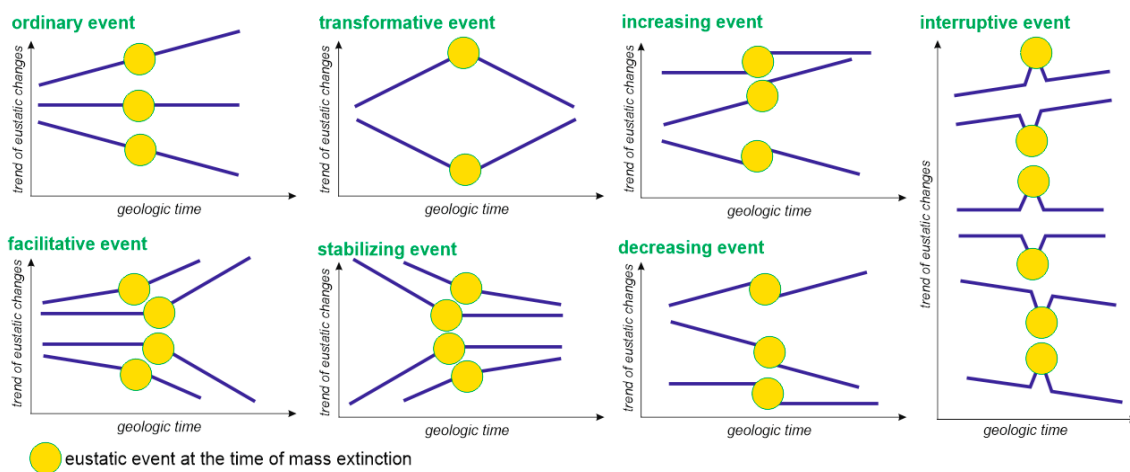 ordinary event
trend of eustatic changes
geologic time
transformative event
trend of eustatic changes
geologic time
increasing event
trend of eustatic changes
geologic time
interruptive event
trend of eustatic changes
geologic time
facilitative event
trend of eustatic changes
geologic time
stabilizing event
trend of eustatic changes
geologic time
decreasing event
trend of eustatic changes
geologic time
eustatic event at the time of mass extinction